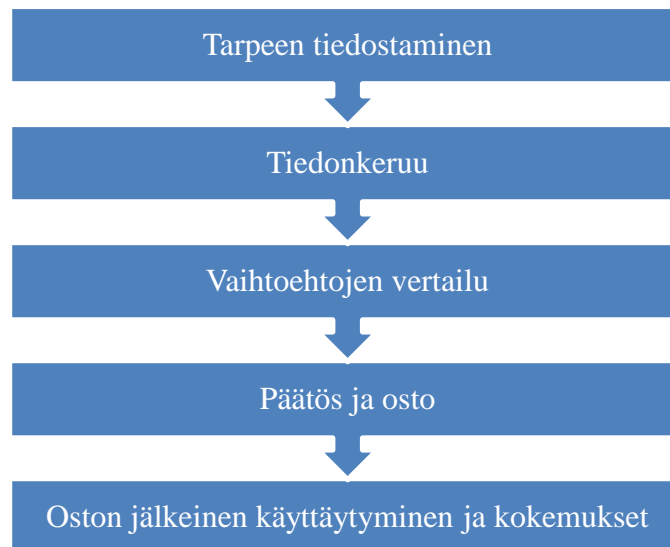 Tarpeen tiedostaminen
Tiedonkeruu
Vaihtoehtojen vertailu
Päätös ja osto
Oston jälkeinen käyttäytyminen ja kokemukset